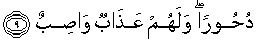 دُحُورًا ۖ وَلَهُمْ عَذَابٌ وَاصِبٌ ﴿٩﴾